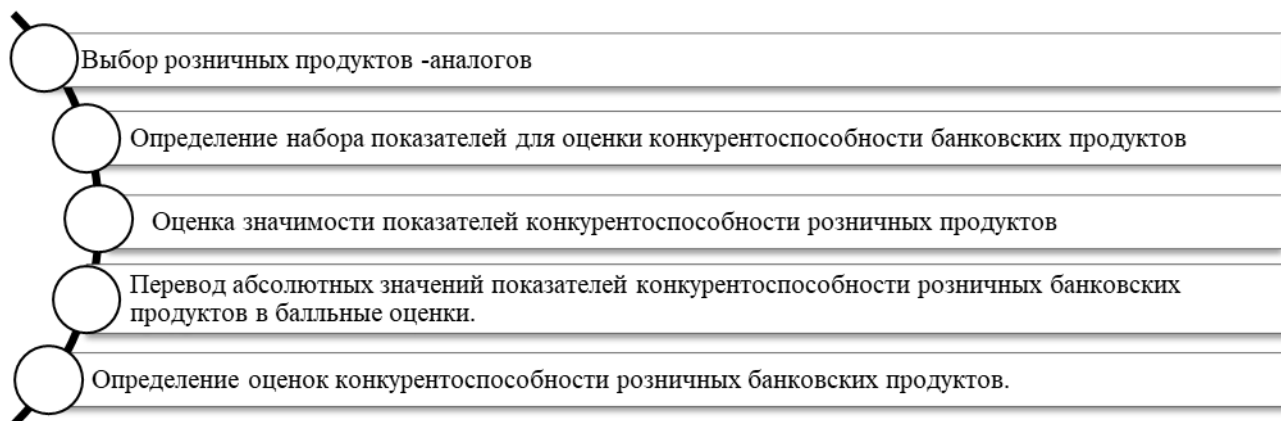 Выбор розничных продуктов -аналогов
Определение набора показателей для оценки конкурентоспособности банковских продуктов
Оценка значимости показателей конкурентоспособности розничных продуктов
Перевод абсолютных значений показателей конкурентоспособности розничных банковских
продуктов в балльные оценки.
Определение оценок конкурентоспособности розничных банковских продуктов.